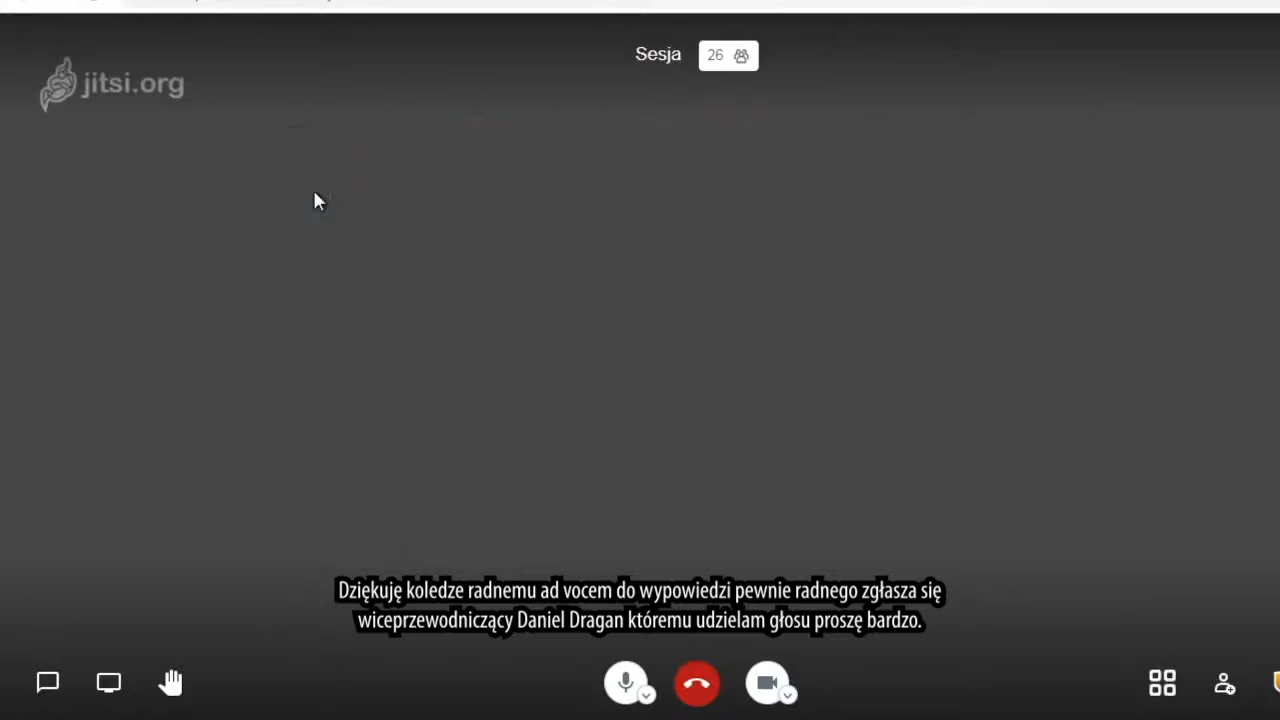 jitsi.org
Sesja 26
Dziękuję koledze radnemu ad vocem do wypowiedzi pewnie radnego zgłasza się
wiceprzewodniczący Daniel Dragan któremu udzielam głosu proszę bardzo.